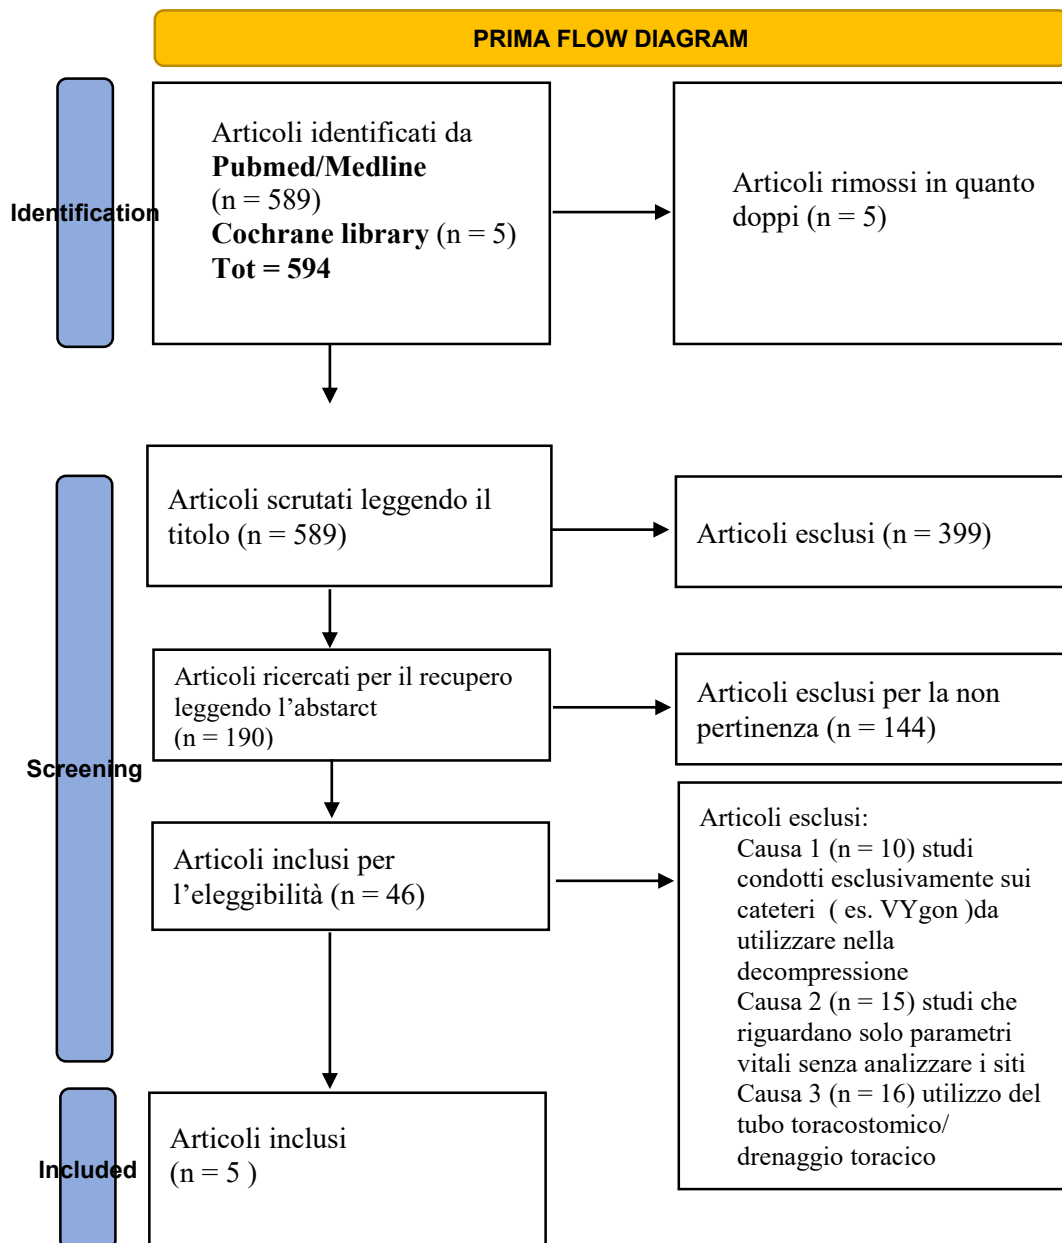 PRIMA FLOW DIAGRAM
Identification
Articoli identificati da
Pubmed/Medline
(n = 589)
Cochrane library (n = 5)
Tot = 594
Articoli rimossi in quanto
doppi (n = 5)
Screening
Articoli scrutati leggendo il
titolo (n = 589)
Articoli esclusi (n = 399)
Articoli ricercati per il recupero
leggendo l’abstarct
(n = 190)
Articoli esclusi per la non
pertinenza (n = 144)
Articoli inclusi per
l’eleggibilità (n = 46)
Articoli esclusi:
Causa 1 (n = 10) studi
condotti esclusivamente sui
cateteri ( es. VYgon )da
utilizzare nella
decompressione
Causa 2 (n = 15) studi che
riguardano solo parametri
vitali senza analizzare i siti
Causa 3 (n = 16) utilizzo del
tubo toracostomico/
drenaggio toracico
Included
Articoli inclusi
(n = 5 )